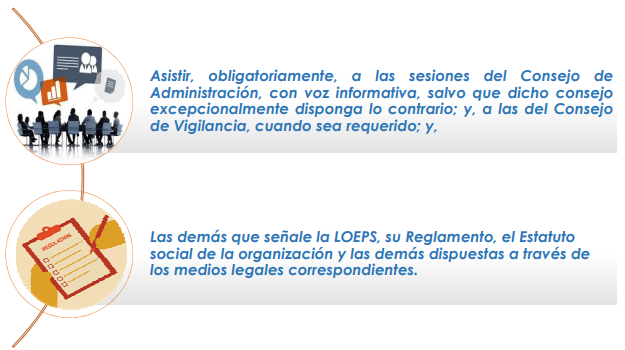 Asistir, obligatoriamente, a las sesiones del Consejo de
Administración, con voz informativa, salvo que dicho consejo
excepcionalmente disponga lo contrario; y, a las del Consejo
de Vigilancia, cuando sea requerido; y,
REGULATIONS
Las demás que señale la LOEPS, su Reglamento, el Estatuto
social de la organización y las demás dispuestas a través de
los medios legales correspondientes.